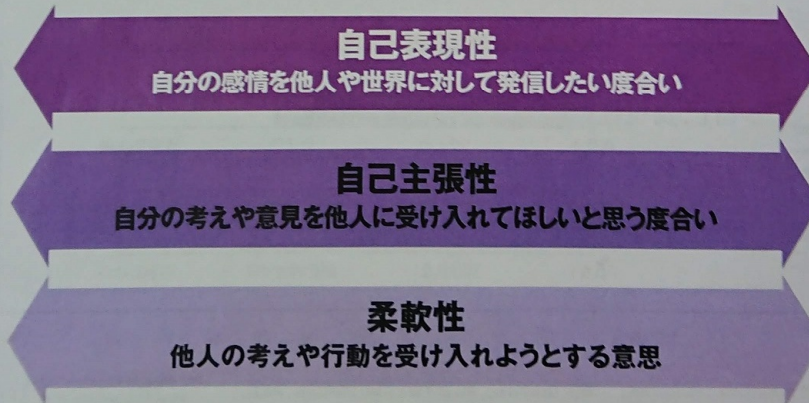 自己表現性
自分の感情を他人や世界に対して発信したい度合い
自己主張性
自分の考えや意見を他人に受け入れてほしいと思う度合い
柔軟性
他人の考えや行動を受け入れようとする意思